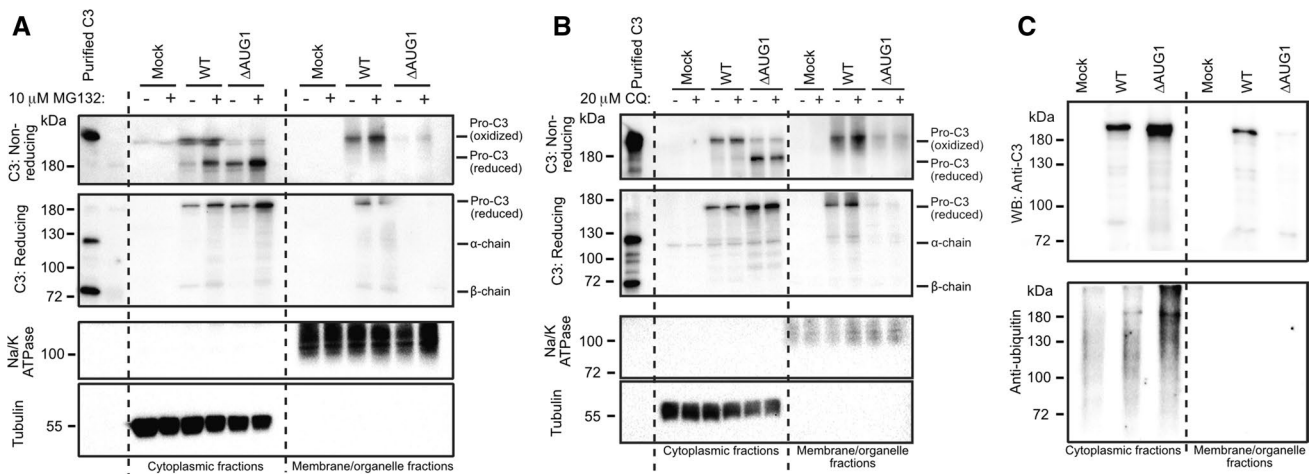 A
Purified C3
Mock
WT
ΔAUG1
Mock
WT
ΔAUG1
10 μM MG132:
- + - + - + - + - + - +
kDa
C3: Non-
reducing
180
Pro-C3
(oxidized)
Pro-C3
(reduced)
C3: Reducing
180
130
100
72
Pro-C3
(reduced)
α-chain
β-chain
Na/K
ATPase
100
Tubulin
55
Cytoplasmic fractions
Membrane/organelle fractions
B
Purified C3
Mock
WT
ΔAUG1
Mock
WT
ΔAUG1
20 μM CQ:
- + - + - + - + - + - +
kDa
C3: Non-
reducing
180
Pro-C3
(oxidized)
Pro-C3
(reduced)
C3: Reducing
180
130
100
72
Pro-C3
(reduced)
α-chain
β-chain
Na/K
ATPase
100
72
Tubulin
55
Cytoplasmic fractions
Membrane/organelle
fractions
C
Mock
WT
ΔAUG1
Mock
WT
ΔAUG1
kDa
WB: Anti-C3
180
130
100
72
kDa
Anti-ubiquitin
180
130
100
72
Cytoplasmic fractions
Membrane/organelle
fractions